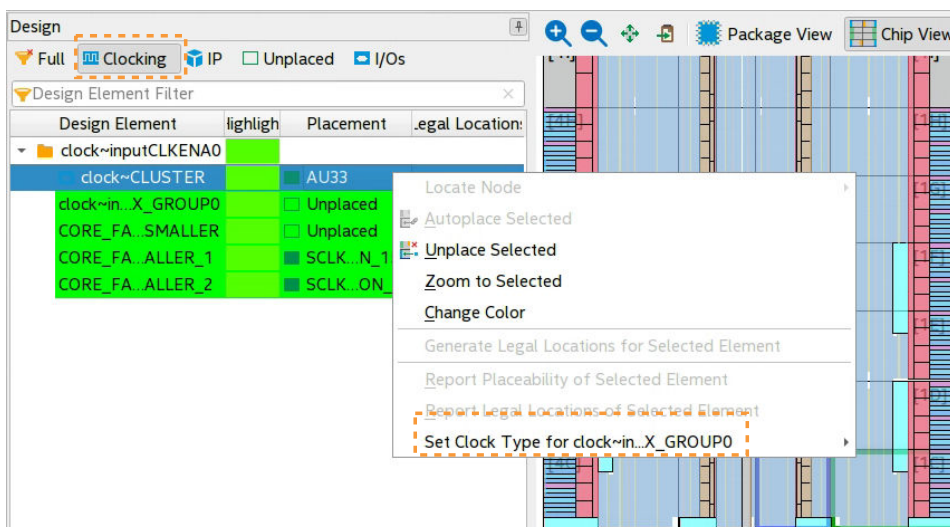 Design
Package View
Chip View
Full
Clocking
IP
Unplaced
I/Os
Design Element Filter
Design Element
Highligh
Placement
Legal Locations
clock~inputCLKENA0
clock~CLUSTER
AU33
clock~in...X_GROUP0
Unplaced
CORE_FA...SMALLER
Unplaced
CORE_FA...ALLER_1
SCLK...N_1
CORE_FA...ALLER_2
SCLK...ON_
Locate Node
Autoplace Selected
Unplace Selected
Zoom to Selected
Change Color
Generate Legal Locations for Selected Element
Report Placeability of Selected Element
Report Legal Locations of Selected Element
Set Clock Type for clock~in...X_GROUP0